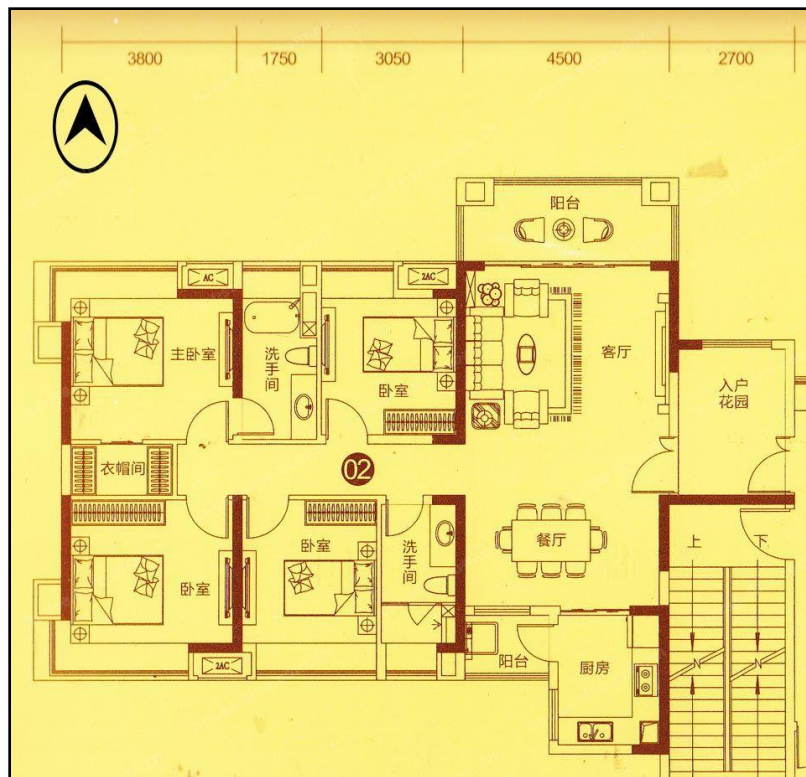 3800 1750 3050 4500 2700
阳台
AC 2AC
主卧室
洗手间
卧室
客厅
入户
花园
衣帽间
02
卧室
卧室
洗手间
餐厅
上 下
2AC
阳台
厨房
N N